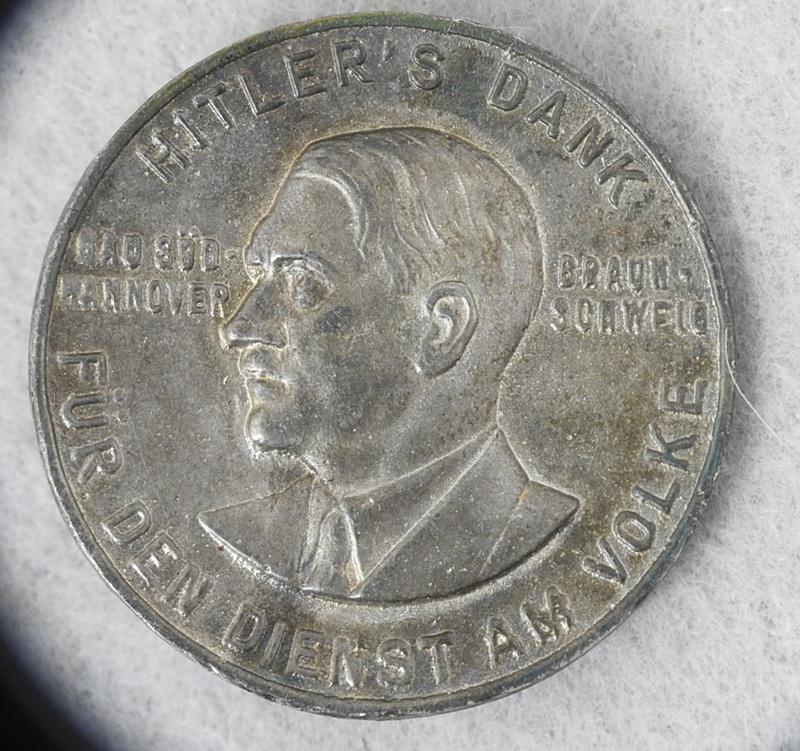 HITLER'S DANK
GAU SÜD-
HANNOVER
BRAUN-
SCHWEIG
FÜR DEN DIENST AM VOLKE